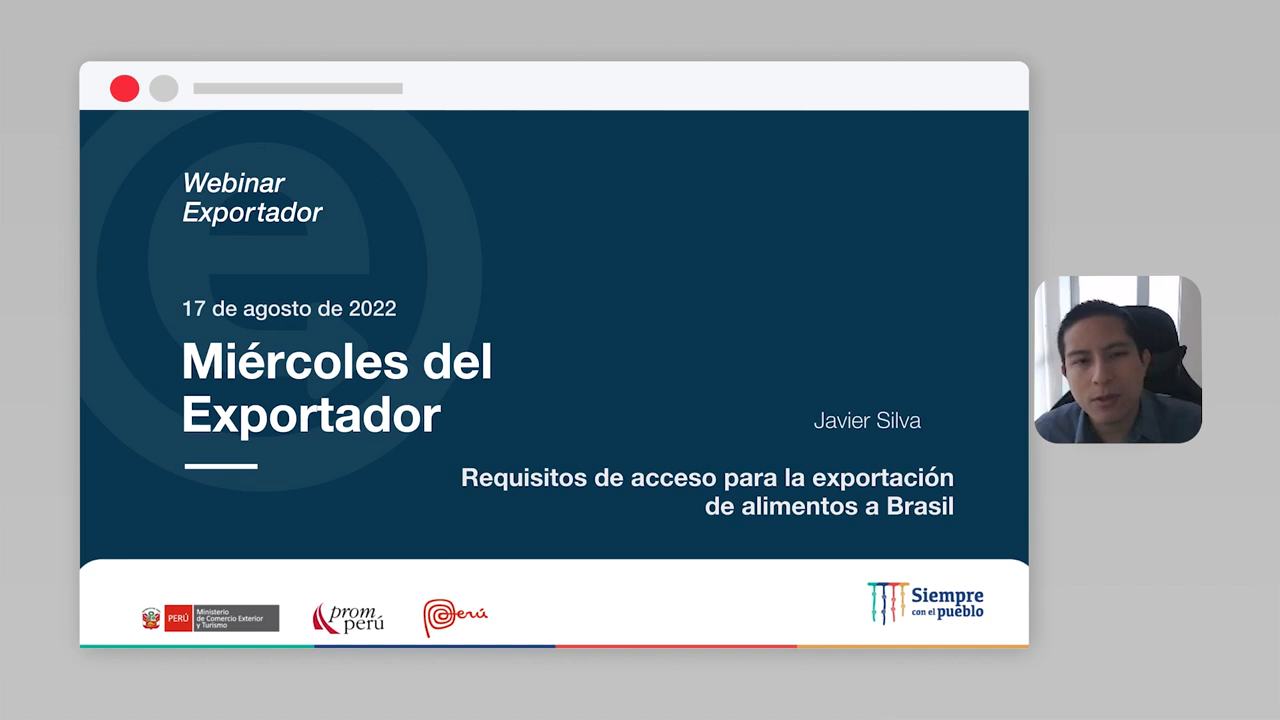 Webinar
Exportador
17 de agosto de 2022
Miércoles del
Exportador
Javier Silva
Requisitos de acceso para la exportación
de alimentos a Brasil
PERÚ
Ministerio
de Comercio Exterior
y Turismo
prom
perú
Perú
Siempre
con el pueblo